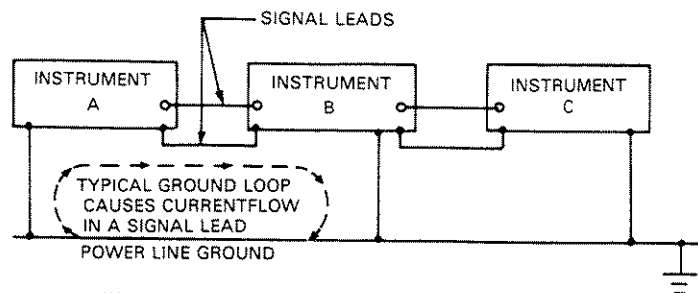 SIGNAL LEADS
INSTRUMENT
A
INSTRUMENT
B
INSTRUMENT
C
TYPICAL GROUND LOOP
CAUSES CURRENTFLOW
IN A SIGNAL LEAD
POWER LINE GROUND